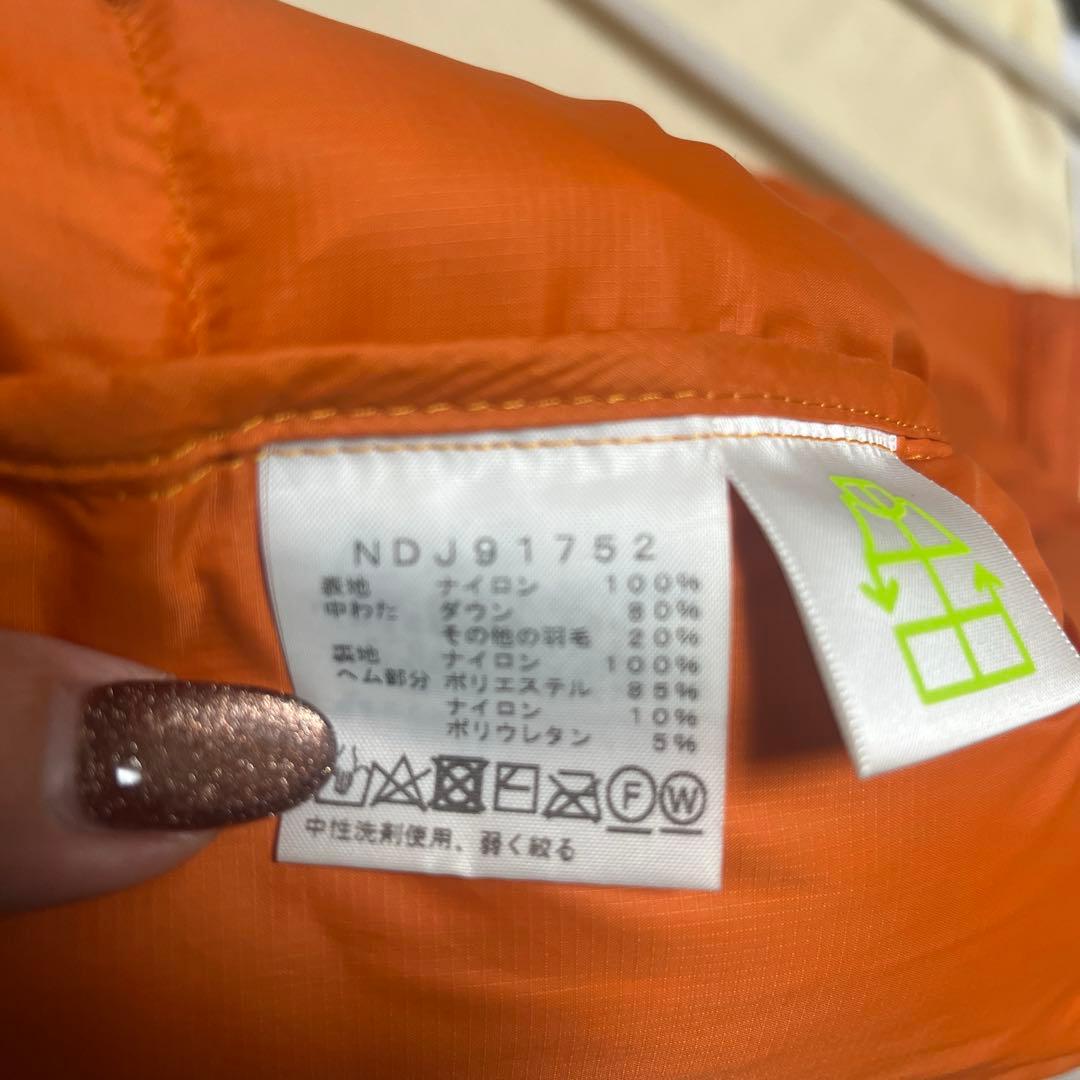 NDJ91752
表地 ナイロン 100%
中わた ダウン 80%
その他の羽毛 20%
裏地 ナイロン 100%
ヘム部分 ポリエステル 85%
ナイロン 10%
ポリウレタン 5%
F W
中性洗剤使用、弱く絞る